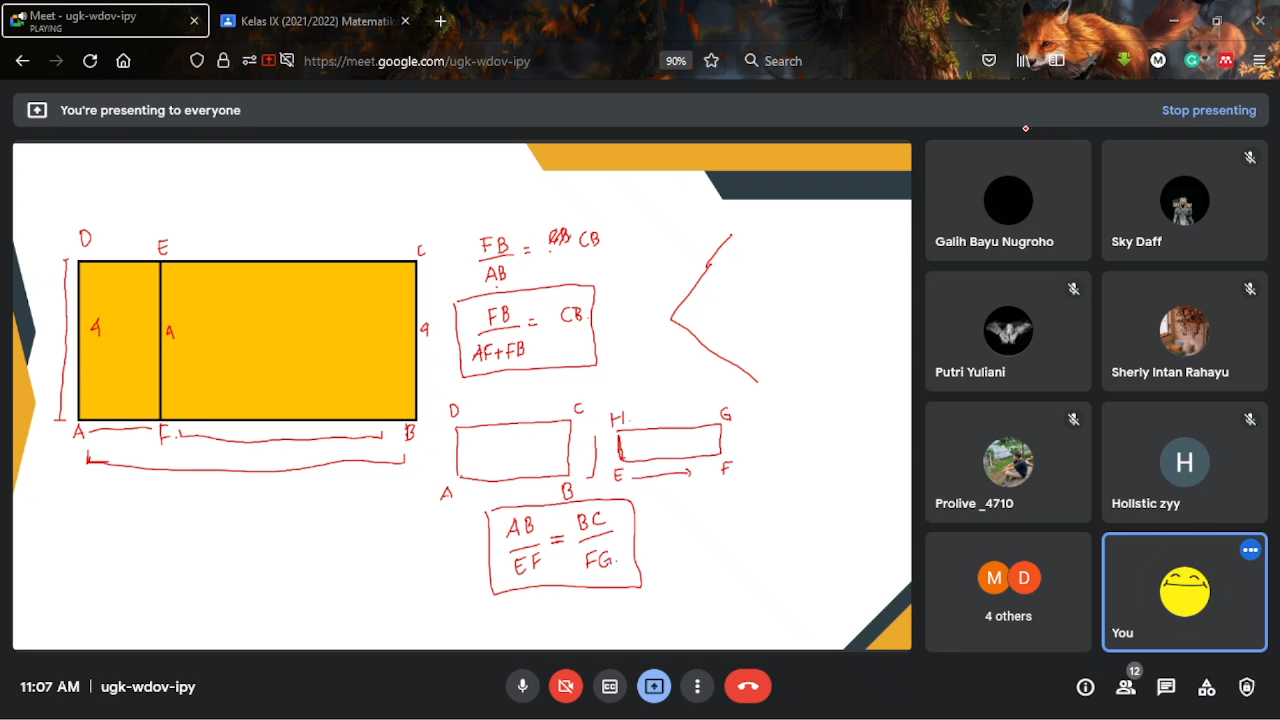 Meet - ugk-wdov-ipy
PLAYING
Kelas IX (2021/2022) Matematik
https://meet.google.com/ugk-wdov-ipy
90%
Search
You're presenting to everyone
Stop presenting
D E C
FB = CB
AB
FB = CB.
AF+FB
4 A 9
A F. B
D C H. G
A B E F
AB = BC
EF FG.
Galih Bayu Nugroho
Sky Daff
Putri Yuliani
Sherly Intan Rahayu
Prolive _4710
H
Hollstic zyy
M D
4 others
You
11:07 AM | ugk-wdov-ipy
CC
12